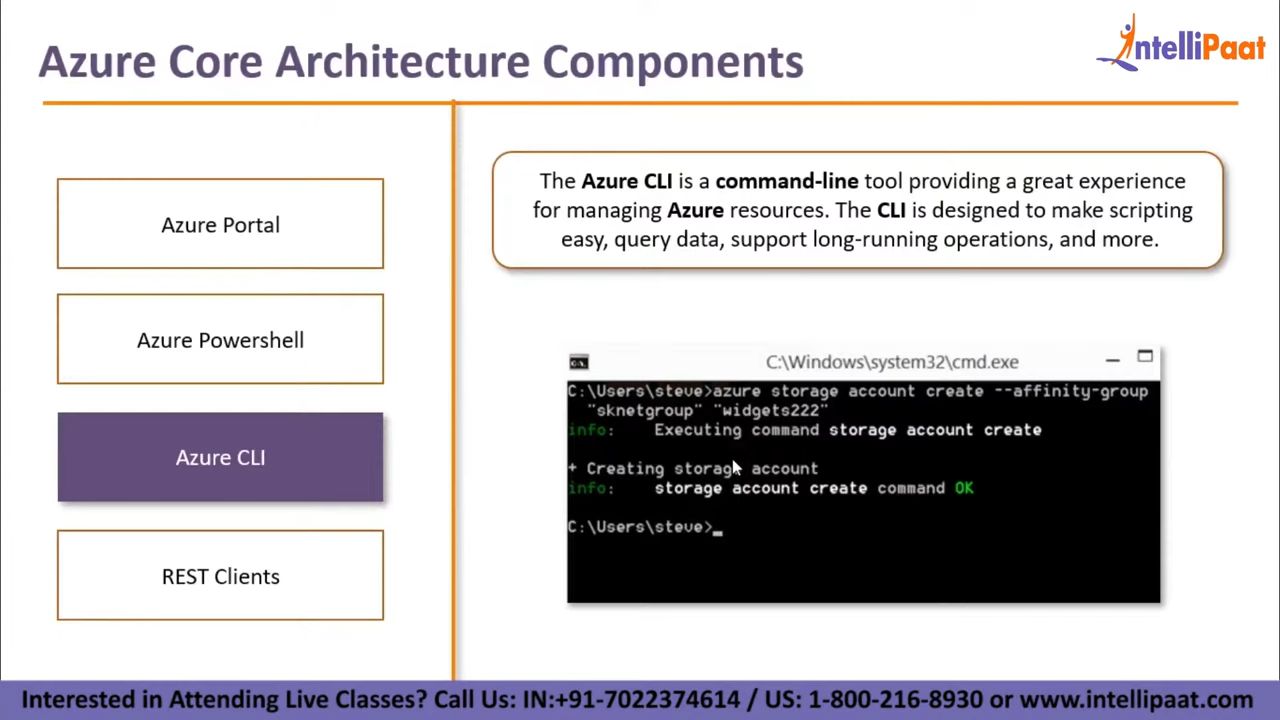 Azure Core Architecture Components
IntelliPaat
Azure Portal
Azure Powershell
Azure CLI
REST Clients
The Azure CLI is a command-line tool providing a great experience
for managing Azure resources. The CLI is designed to make scripting
easy, query data, support long-running operations, and more.
C:\Windows\system32\cmd.exe
C:\Users\steve>azure storage account create --affinity-group
"sknetgroup" "widgets222"
info: Executing command storage account create
+ Creating storage account
info: storage account create command OK
C:\Users\steve>_
Interested in Attending Live Classes? Call Us: IN:+91-7022374614 / US: 1-800-216-8930 or www.intellipaat.com